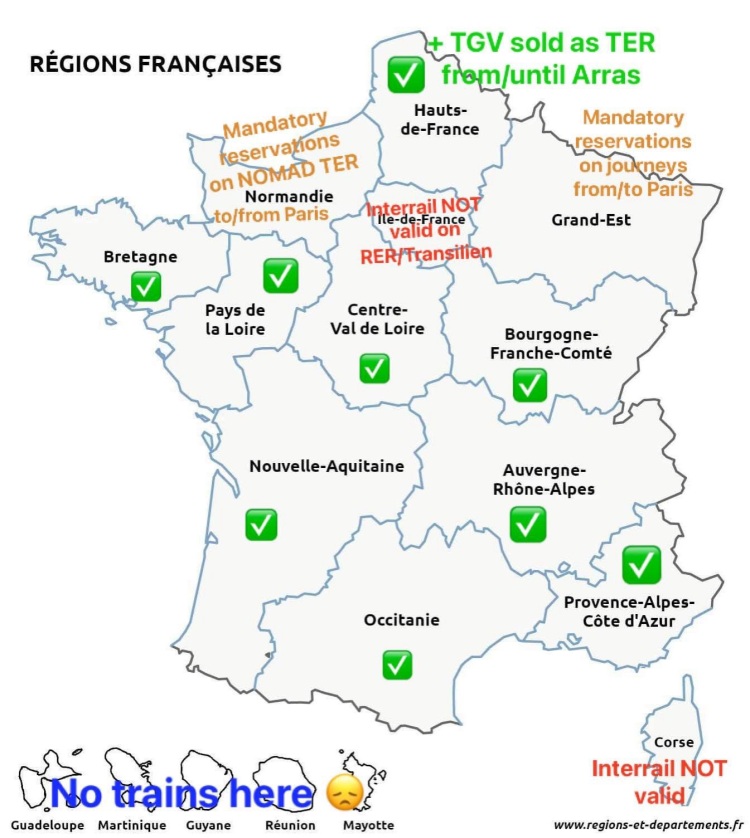 RÉGIONS FRANÇAISES
+ TGV sold as TER
from/until Arras
Hauts-
de-France
Mandatory
reservations
on NOMAD TER
to/from Paris
Normandie
Mandatory
reservations
on journeys
from/to Paris
Grand-Est
Interrail NOT
valid on
RER/Transilien
Ile-de-France
Bretagne
Pays de
la Loire
Centre-
Val de Loire
Bourgogne-
Franche-Comté
Nouvelle-Aquitaine
Auvergne-
Rhône-Alpes
Provence-Alpes-
Côte d'Azur
Occitanie
Corse
Interrail NOT
valid
No trains here
Guadeloupe Martinique Guyane Réunion Mayotte
www.regions-et-departements.fr